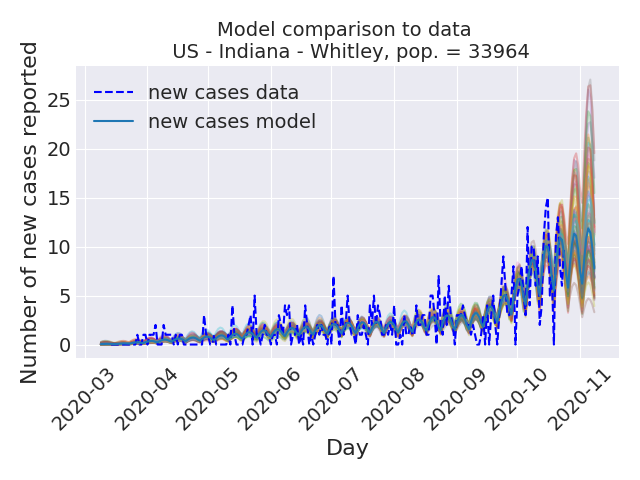 Model comparison to data
US - Indiana - Whitley, pop. = 33964
Number of new cases reported
25
20
15
10
5
0
new cases data
new cases model
2020-03
2020-04
2020-05
2020-06
2020-07
2020-08
2020-09
2020-10
2020-11
Day